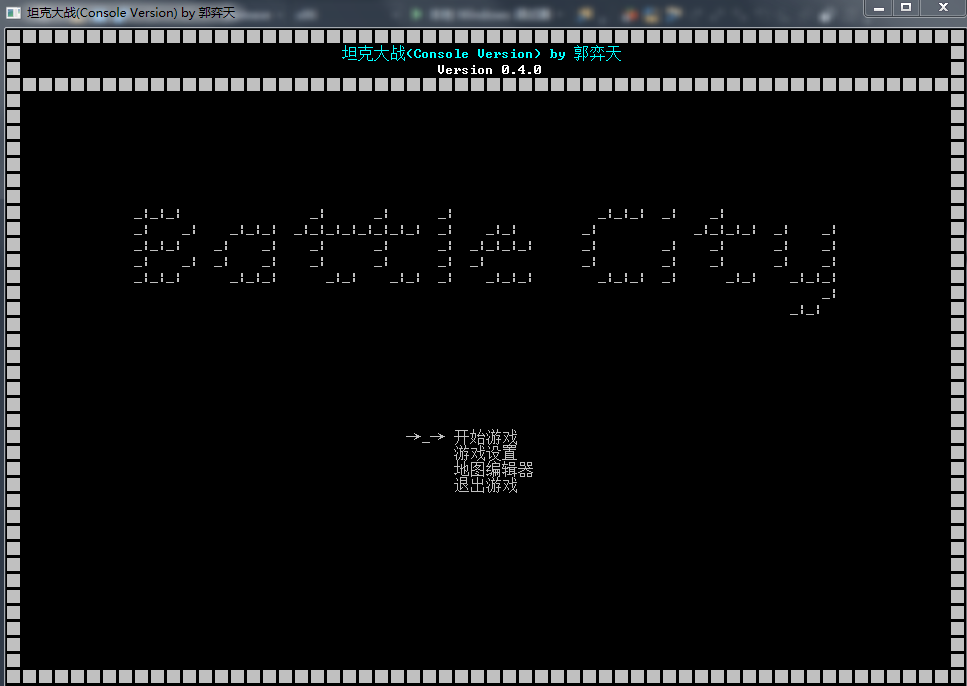 坦克大战(Console Version) by 郭弈天
坦克大战(Console Version) by 郭弈天
Version 0.4.0
Battle City
→_→ 开始游戏
游戏设置
地图编辑器
退出游戏